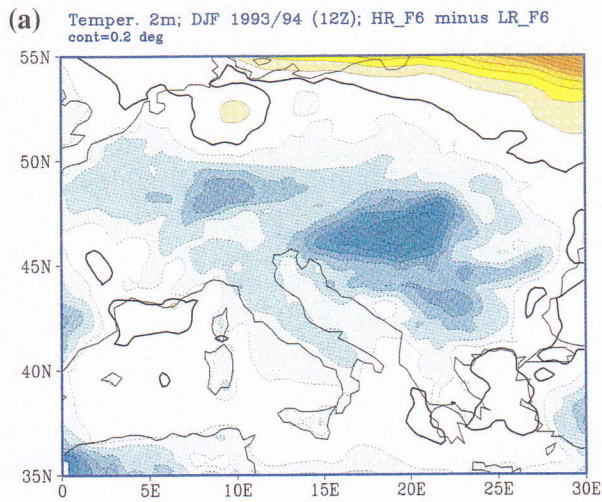 (a) Temper. 2m; DJF 1993/94 (12Z); HR_F6 minus LR_F6
cont=0.2 deg
55N
50N
45N
40N
35N
0 5E 10E 15E 20E 25E 30E